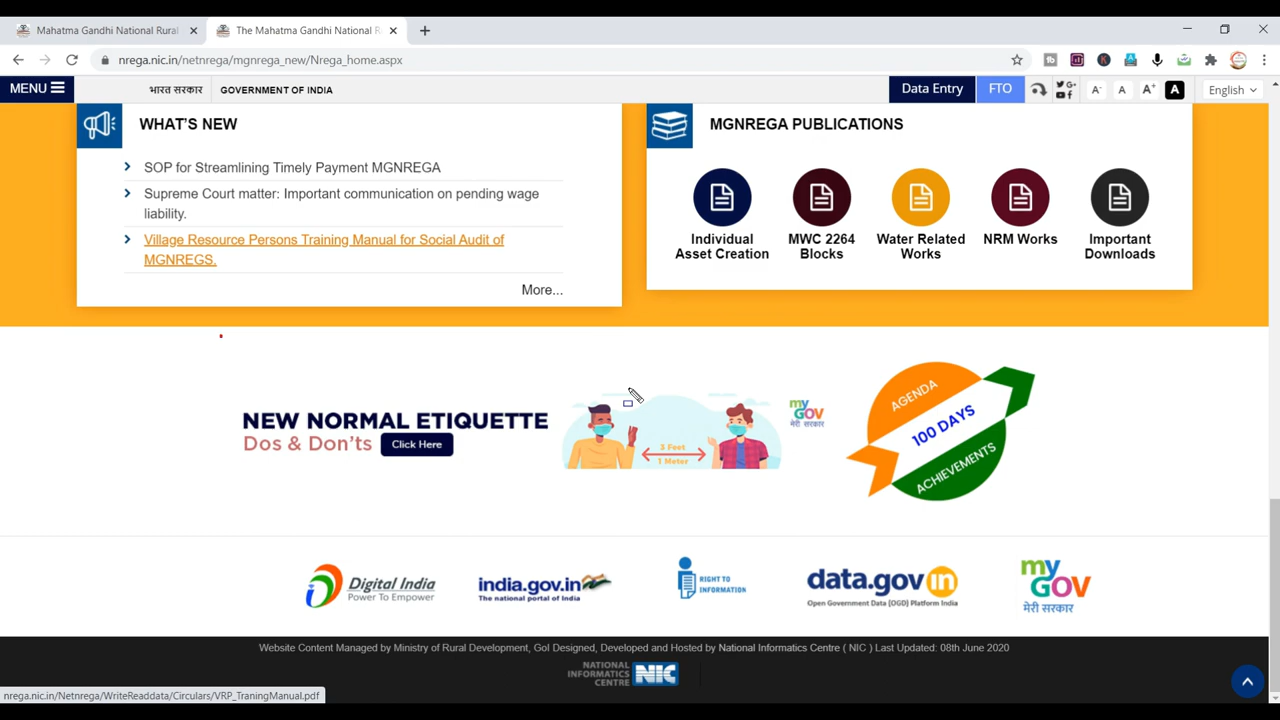 Mahatma Gandhi National Rural
The Mahatma Gandhi National R
nrega.nic.in/netnrega/mgnrega_new/Nrega_home.aspx
MENU
भारत सरकार
GOVERNMENT OF INDIA
Data Entry
FTO
A-
A
A+
A
English
WHAT'S NEW
SOP for Streamlining Timely Payment MGNREGA
Supreme Court matter: Important communication on pending wage
liability.
Village Resource Persons Training Manual for Social Audit of
MGNREGS.
More...
MGNREGA PUBLICATIONS
Individual
Asset Creation
MWC 2264
Blocks
Water Related
Works
NRM Works
Important
Downloads
NEW NORMAL ETIQUETTE
Dos & Don'ts
Click Here
3 Feet
1 Meter
my
GOV
मेरी सरकार
AGENDA
100 DAYS
ACHIEVEMENTS
Digital India
Power To Empower
india.gov.in
The national portal of India
RIGHT TO
INFORMATION
data.gov in
Open Government Data (OGD) Platform India
my
GOV
मेरी सरकार
Website Content Managed by Ministry of Rural Development, GoI Designed, Developed and Hosted by National Informatics Centre ( NIC ) Last Updated: 08th June 2020
NATIONAL
INFORMATICS
CENTRE
NIC
nrega.nic.in/Netnrega/WriteReaddata/Circulars/VRP_TraningManual.pdf